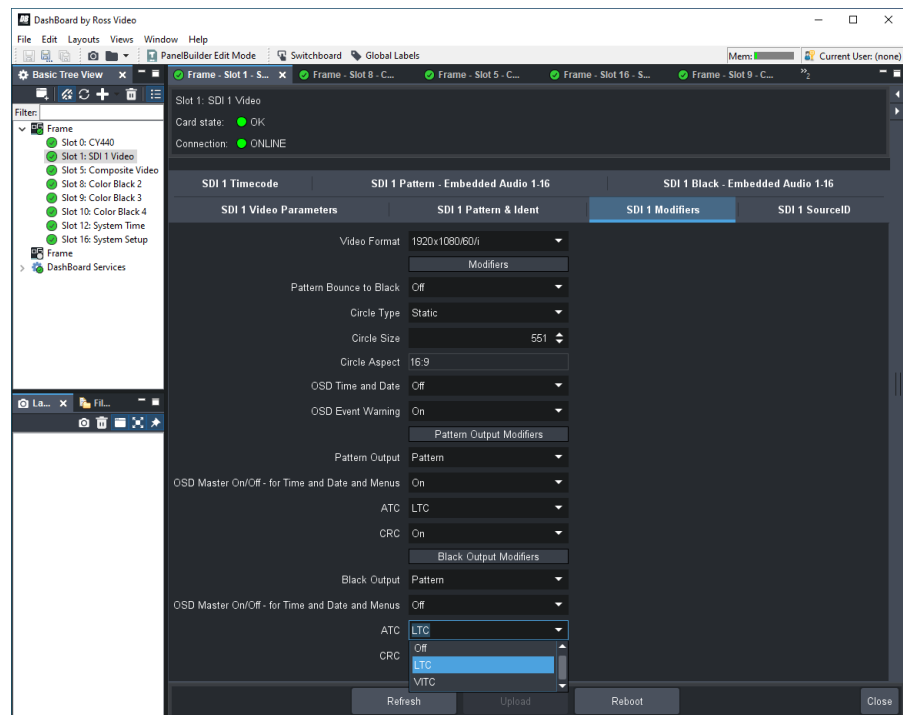 DashBoard by Ross Video
File Edit Layouts Views Window Help
PanelBuilder Edit Mode Switchboard Global Labels Mem: Current User: (none)
Basic Tree View
Frame - Slot 1 - S... Frame - Slot 8 - C... Frame - Slot 5 - C... Frame - Slot 16 - S... Frame - Slot 9 - C... »2
Filter:
Frame
Slot 0: CY440
Slot 1: SDI 1 Video
Slot 5: Composite Video
Slot 8: Color Black 2
Slot 9: Color Black 3
Slot 10: Color Black 4
Slot 12: System Time
Slot 16: System Setup
Frame
DashBoard Services
La... Fil...
Slot 1: SDI 1 Video
Card state: OK
Connection: ONLINE
SDI 1 Timecode SDI 1 Pattern - Embedded Audio 1-16 SDI 1 Black - Embedded Audio 1-16
SDI 1 Video Parameters SDI 1 Pattern & Ident SDI 1 Modifiers SDI 1 SourceID
Video Format 1920x1080/60/i
Modifiers
Pattern Bounce to Black Off
Circle Type Static
Circle Size 551
Circle Aspect 16:9
OSD Time and Date Off
OSD Event Warning On
Pattern Output Modifiers
Pattern Output Pattern
OSD Master On/Off - for Time and Date and Menus On
ATC LTC
CRC On
Black Output Modifiers
Black Output Pattern
OSD Master On/Off - for Time and Date and Menus Off
ATC LTC
Off
CRC LTC
VITC
Refresh Upload Reboot Close